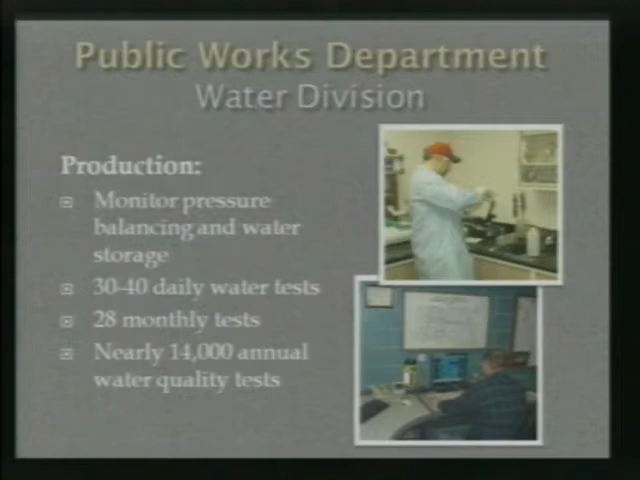 Public Works Department
Water Division
Production:
Monitor pressure
balancing and water
storage
30-40 daily water tests
28 monthly tests
Nearly 14,000 annual
water quality tests